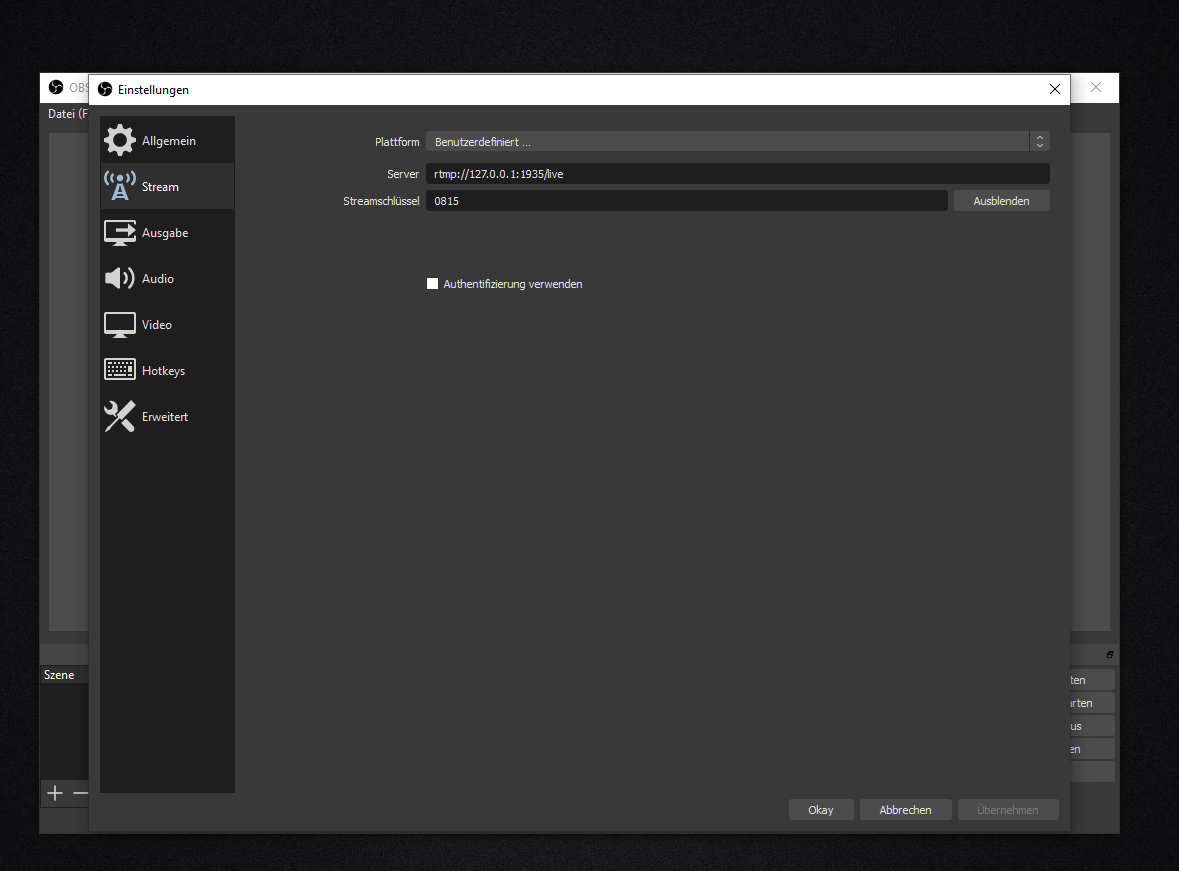 OBS
Einstellungen
Datei (F
Allgemein
Stream
Ausgabe
Audio
Video
Hotkeys
Erweitert
Plattform Benutzerdefiniert ...
Server rtmp://127.0.0.1:1935/live
Streamschlüssel 0815 Ausblenden
Authentifizierung verwenden
Szene
ten
arten
us
en
Okay Abbrechen Übernehmen